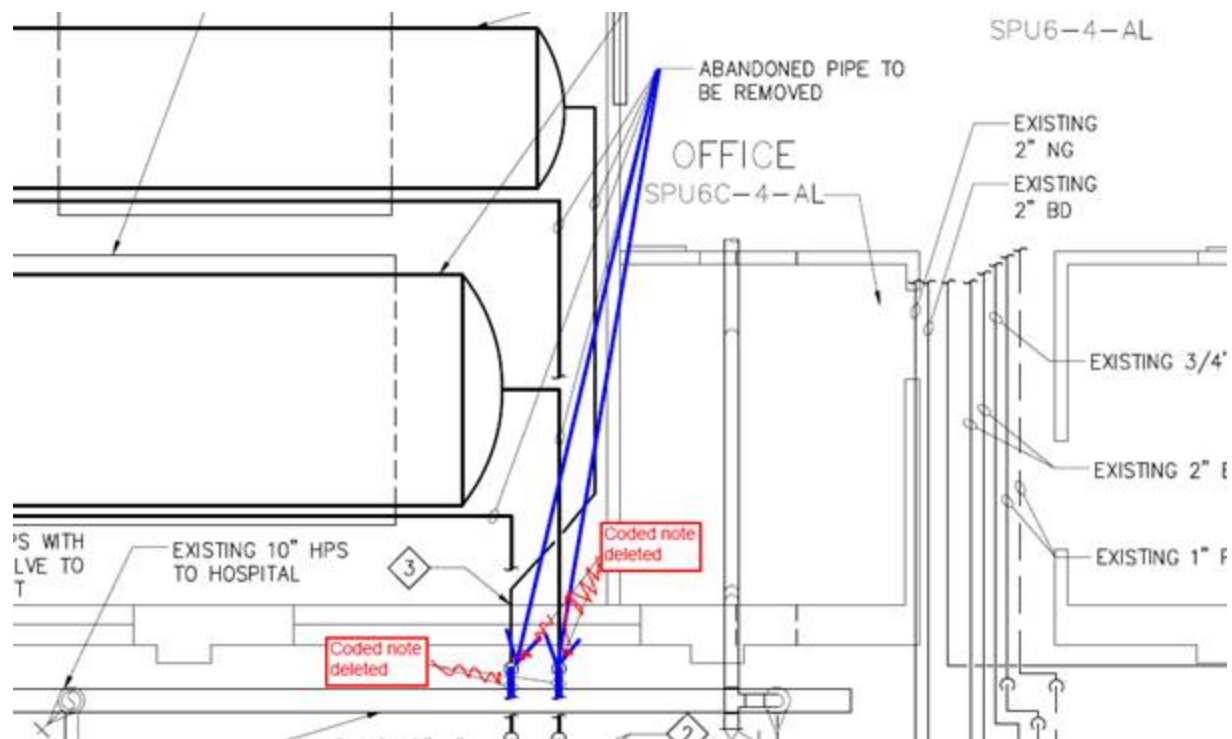 SPU6-4-AL
ABANDONED PIPE TO
BE REMOVED
EXISTING
2" NG
OFFICE
SPU6C-4-AL
EXISTING
2" BD
EXISTING 3/4"
EXISTING 2"
EXISTING 1"
Coded note
deleted
PS WITH
LVE TO
T
EXISTING 10" HPS
TO HOSPITAL
3
Coded note
deleted
2